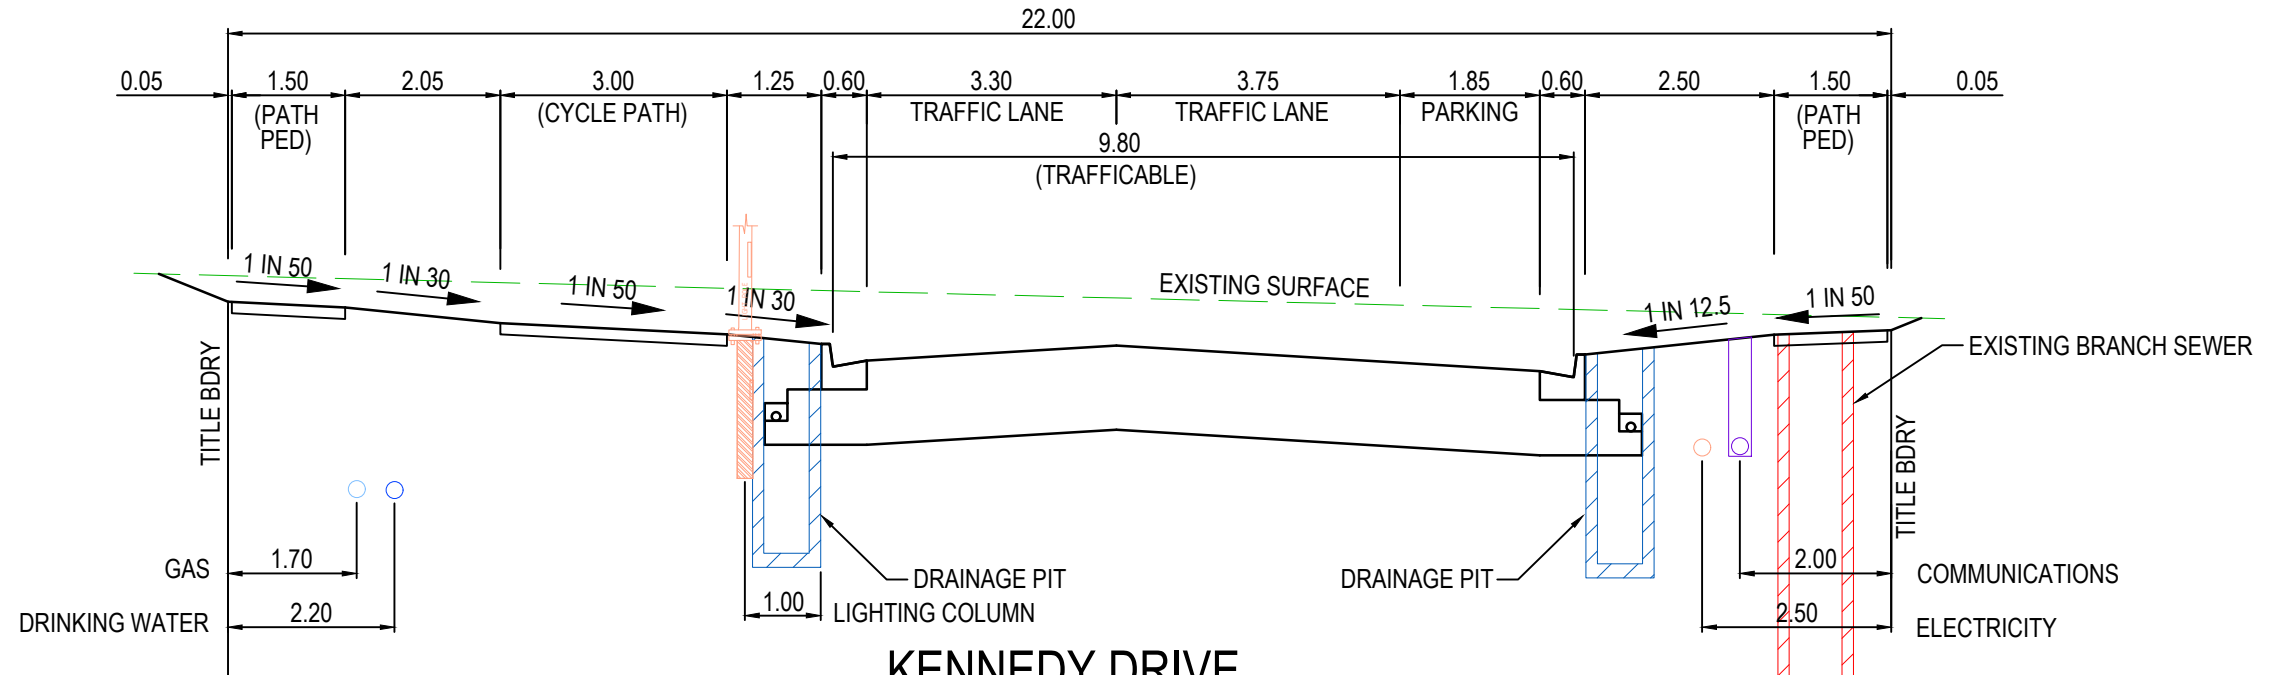 22.00
0.05 1.50 2.05 3.00 1.25 0.60 3.30 3.75 1.85 0.60 2.50 1.50 0.05
(PATH PED) (CYCLE PATH) TRAFFIC LANE TRAFFIC LANE PARKING (PATH PED)
9.80
(TRAFFICABLE)
1 IN 50 1 IN 30 1 IN 50 1 IN 30 EXISTING SURFACE 1 IN 12.5 1 IN 50
EXISTING BRANCH SEWER
TITLE BDRY
TITLE BDRY
GAS 1.70 DRAINAGE PIT DRAINAGE PIT 2.00 COMMUNICATIONS
DRINKING WATER 2.20 1.00 LIGHTING COLUMN 2.50 ELECTRICITY
KENNEDY DRIVE